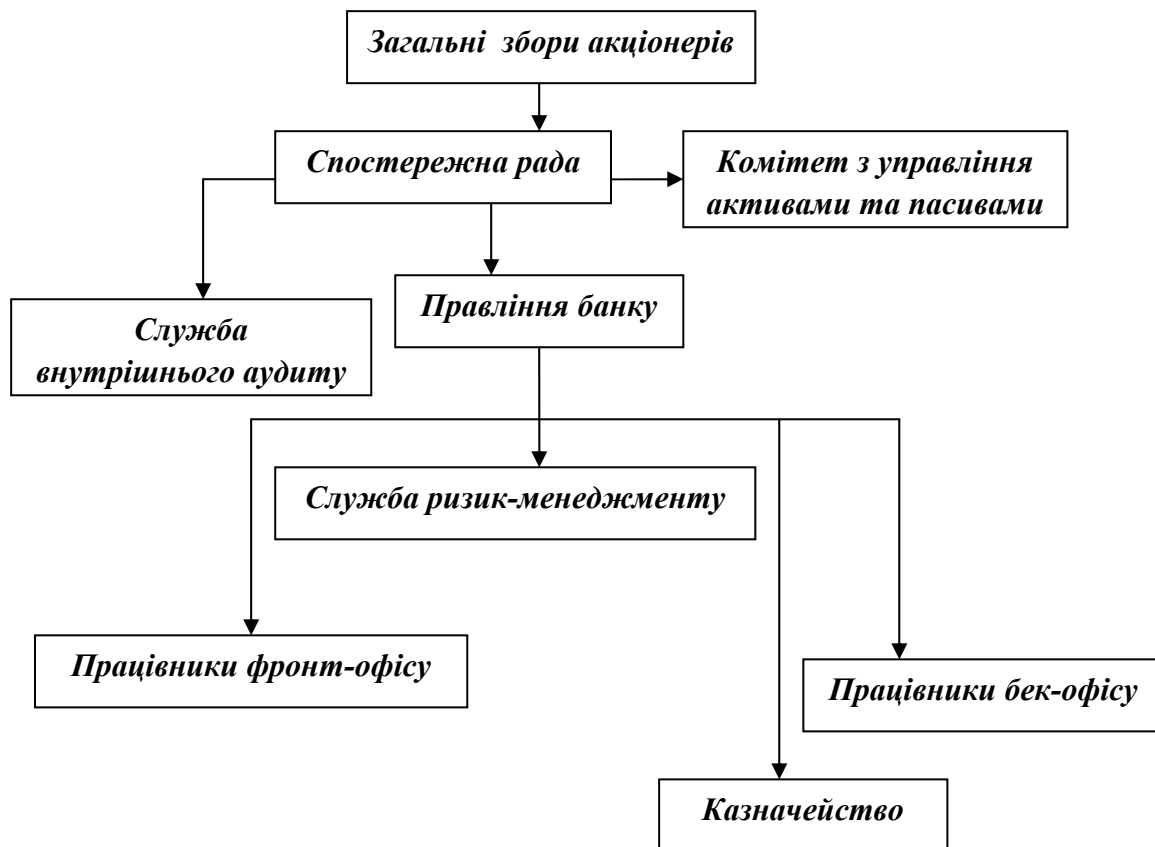 Загальні збори акціонерів
Спостережна рада
Комітет з управління
активами та пасивами
Правління банку
Служба
внутрішнього аудиту
Служба ризик-менеджменту
Працівники фронт-офісу
Працівники бек-офісу
Казначейство